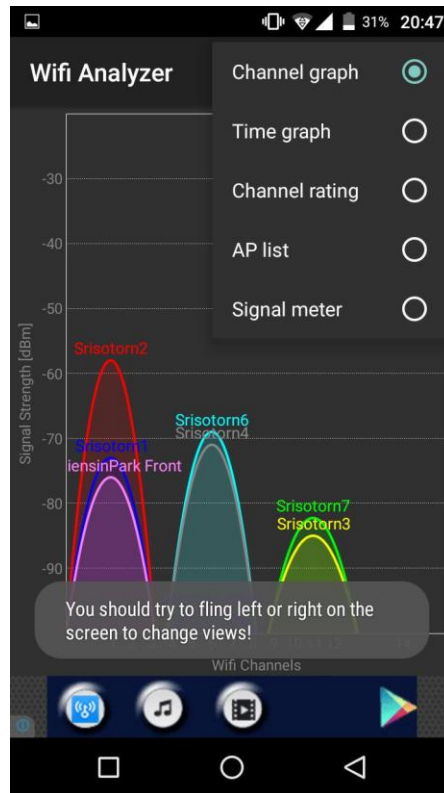 31% 20:47
Wifi Analyzer
Channel graph
Time graph
Channel rating
AP list
Signal meter
-30
-40
-50
-60
-70
-80
-90
Signal Strength [dBm]
Srisotorn2
Srisotorn6
Srisotorn4
Srisotorn1
iensinPark Front
Srisotorn7
Srisotorn3
You should try to fling left or right on the
screen to change views!
Wifi Channels